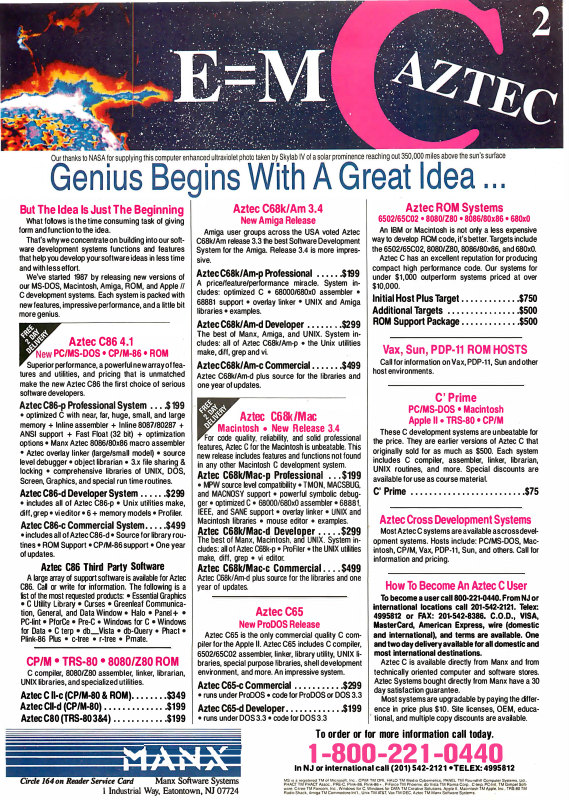 E=MC
2
AZTEC
Our thanks to NASA for supplying this computer enhanced ultraviolet photo taken by Skylab IV of a solar prominence reaching out 350,000 miles above the sun's surface
Genius Begins With A Great Idea ...
But The Idea Is Just The Beginning
What follows is the time consuming task of giving
form and function to the idea.
That's why we concentrate on building into our soft-
ware development systems functions and features
that help you develop your software ideas in less time
and with less effort.
We've started 1987 by releasing new versions of
our MS-DOS, Macintosh, Amiga, ROM, and Apple //
C development systems. Each system is packed with
new features, impressive performance, and a little bit
more genius.
FREE
2 DAY
DELIVERY
Aztec C86 4.1
New PC/MS-DOS • CP/M-86 • ROM
Superior performance, a powerful new array of fea-
tures and utilities, and pricing that is unmatched
make the new Aztec C86 the first choice of serious
software developers.
Aztec C86-p Professional System . . . . $199
• optimized C with near, far, huge, small, and large
memory + Inline assembler + Inline 8087/80287 +
ANSI support + Fast Float (32 bit) + optimization
options • Manx Aztec 8086/80x86 macro assembler
• Aztec overlay linker (large/small model) • source
level debugger • object librarian • 3.x file sharing &
locking • comprehensive libraries of UNIX, DOS,
Screen, Graphics, and special run time routines.
Aztec C86-d Developer System . . . . . $299
• includes all of Aztec C86-p • Unix utilities make,
diff, grep • vi editor • 6 + memory models • Profiler.
Aztec C86-c Commercial System. . . . . $499
• includes all of Aztec C86-d • Source for library rou-
tines • ROM Support • CP/M-86 support • One year
of updates.
Aztec C86 Third Party Software
A large array of support software is available for Aztec
C86. Call or write for information. The following is a
list of the most requested products: • Essential Graphics
• C Utility Library • Curses • Greenleaf Communica-
tion, General, and Data Window • Halo • Panel+ •
PC-lint • PforCe • Pre-C • Windows for C • Windows
for Data • C terp • db_Vista • db-Query • Phact •
Plink-86 Plus • c-tree • r-tree • Pmate.
CP/M • TRS-80 • 8080/Z80 ROM
C compiler, 8080/Z80 assembler, linker, librarian,
UNIX libraries, and specialized utilities.
Aztec C II-c (CP/M-80 & ROM). . . . . . . . $349
Aztec CII-d (CP/M-80) . . . . . . . . . . . . . $199
Aztec C80 (TRS-80 3&4) . . . . . . . . . . . $199
Aztec C68k/Am 3.4
New Amiga Release
Amiga user groups across the USA voted Aztec
C68k/Am release 3.3 the best Software Development
System for the Amiga. Release 3.4 is more impres-
sive.
Aztec C68k/Am-p Professional . . . . . . $199
A price/feature/performance miracle. System in-
cludes: optimized C • 68000/680x0 assembler •
68881 support • overlay linker • UNIX and Amiga
libraries • examples.
Aztec C68k/Am-d Developer . . . . . . . . $299
The best of Manx, Amiga, and UNIX. System in-
cludes: all of Aztec C68k/Am-p • the Unix utilities
make, diff, grep and vi.
Aztec C68k/Am-c Commercial . . . . . . . $499
Aztec C68k/Am-d plus source for the libraries and
one year of updates.
FREE
2 DAY
DELIVERY
Aztec C68k/Mac
Macintosh • New Release 3.4
For code quality, reliability, and solid professional
features, Aztec C for the Macintosh is unbeatable. This
new release includes features and functions not found
in any other Macintosh C development system.
Aztec C68k/Mac-p Professional . . . $199
• MPW source level compatibility • TMON, MACSBUG,
and MACNOSY support • powerful symbolic debug-
ger • optimized C • 68000/680x0 assembler • 68881,
IEEE, and SANE support • overlay linker • UNIX and
Macintosh libraries • mouse editor • examples.
Aztec C68k/Mac-d Developer . . . . . $299
The best of Manx, Macintosh, and UNIX. System in-
cludes: all of Aztec C68k-p • ProFiler • the UNIX utilities
make, diff, grep • vi editor.
Aztec C68k/Mac-c Commercial . . . . $499
Aztec C68k/Am-d plus source for the libraries and one
year of updates.
Aztec C65
New ProDOS Release
Aztec C65 is the only commercial quality C com-
piler for the Apple II. Aztec C65 includes C compiler,
6502/65C02 assembler, linker, library utility, UNIX li-
braries, special purpose libraries, shell development
environment, and more. An impressive system.
Aztec C65-c Commercial . . . . . . . . . . . $299
• runs under ProDOS • code for ProDOS or DOS 3.3
Aztec C65-d Developer. . . . . . . . . . . . . $199
• runs under DOS 3.3 • code for DOS 3.3
Aztec ROM Systems
6502/65C02 • 8080/Z80 • 8086/80x86 • 680x0
An IBM or Macintosh is not only a less expensive
way to develop ROM code, it's better. Targets include
the 6502/65C02, 8080/Z80, 8086/80x86, and 680x0.
Aztec C has an excellent reputation for producing
compact high performance code. Our systems for
under $1,000 outperform systems priced at over
$10,000.
Initial Host Plus Target . . . . . . . . . . . . $750
Additional Targets . . . . . . . . . . . . . . . $500
ROM Support Package . . . . . . . . . . . . $500
Vax, Sun, PDP-11 ROM HOSTS
Call for information on Vax, PDP-11, Sun and other
host environments.
C' Prime
PC/MS-DOS • Macintosh
Apple II • TRS-80 • CP/M
These C development systems are unbeatable for
the price. They are earlier versions of Aztec C that
originally sold for as much as $500. Each system
includes C compiler, assembler, linker, librarian,
UNIX routines, and more. Special discounts are
available for use as course material.
C' Prime . . . . . . . . . . . . . . . . . . . . . . . . $75
Aztec Cross Development Systems
Most Aztec C systems are available as cross devel-
opment systems. Hosts include: PC/MS-DOS, Mac-
intosh, CP/M, Vax, PDP-11, Sun, and others. Call for
information and pricing.
How To Become An Aztec C User
To become a user call 800-221-0440. From NJ or
international locations call 201-542-2121. Telex:
4995812 or FAX: 201-542-8386. C.O.D., VISA,
MasterCard, American Express, wire (domestic
and international), and terms are available. One
and two day delivery available for all domestic and
most international destinations.
Aztec C is available directly from Manx and from
technically oriented computer and software stores.
Aztec Systems bought directly from Manx have a 30
day satisfaction guarantee.
Most systems are upgradable by paying the differ-
ence in price plus $10. Site licenses, OEM, educa-
tional, and multiple copy discounts are available.
MANX
Circle 164 on Reader Service Card
Manx Software Systems
1 Industrial Way, Eatontown, NJ 07724
To order or for more information call today.
1-800-221-0440
In NJ or international call (201) 542-2121 • TELEX: 4995812